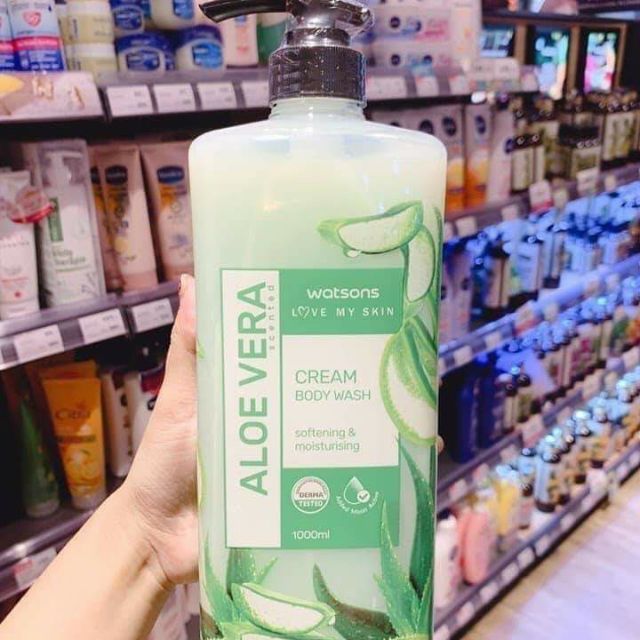 ALOE VERA
scented
watsons
LOVE MY SKIN
CREAM
BODY WASH
softening &
moisturising
DERMA
TESTED
1000ml